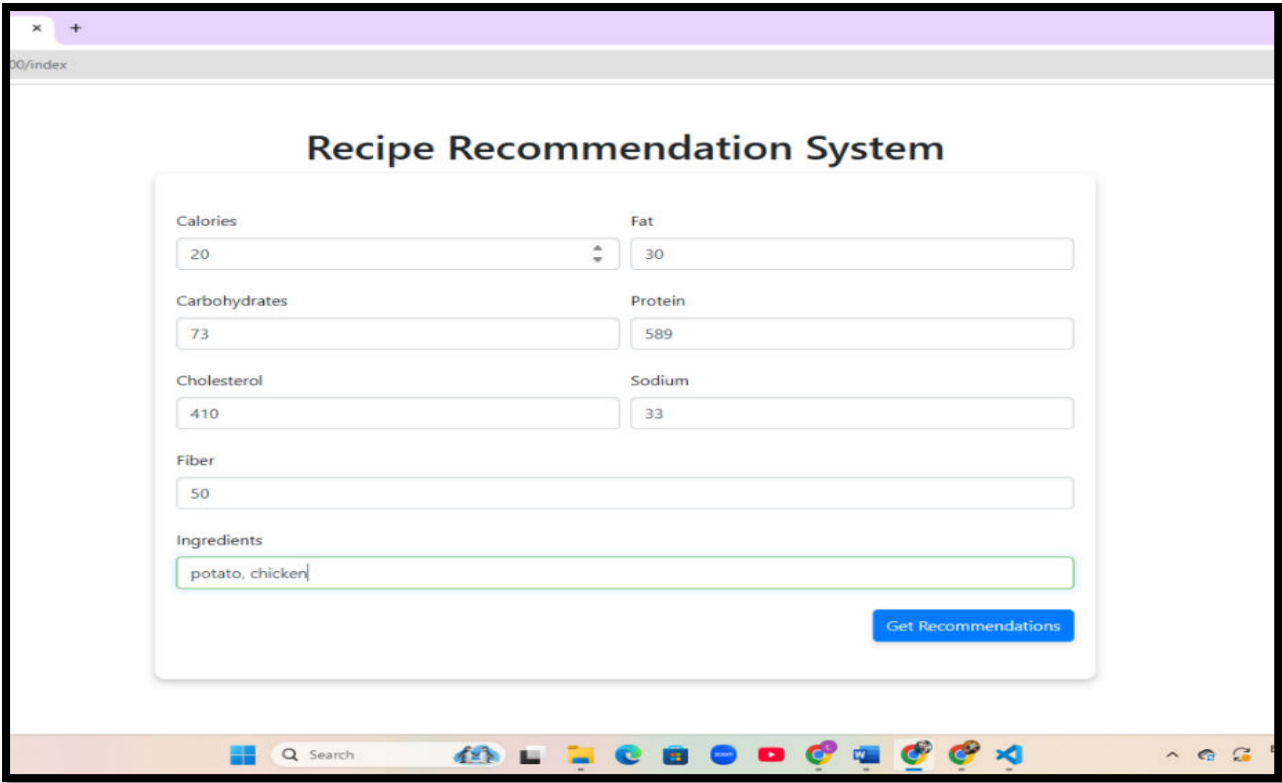 00/index
Recipe Recommendation System
Calories Fat
20 30
Carbohydrates Protein
73 589
Cholesterol Sodium
410 33
Fiber
50
Ingredients
potato, chicken
Get Recommendations
Search